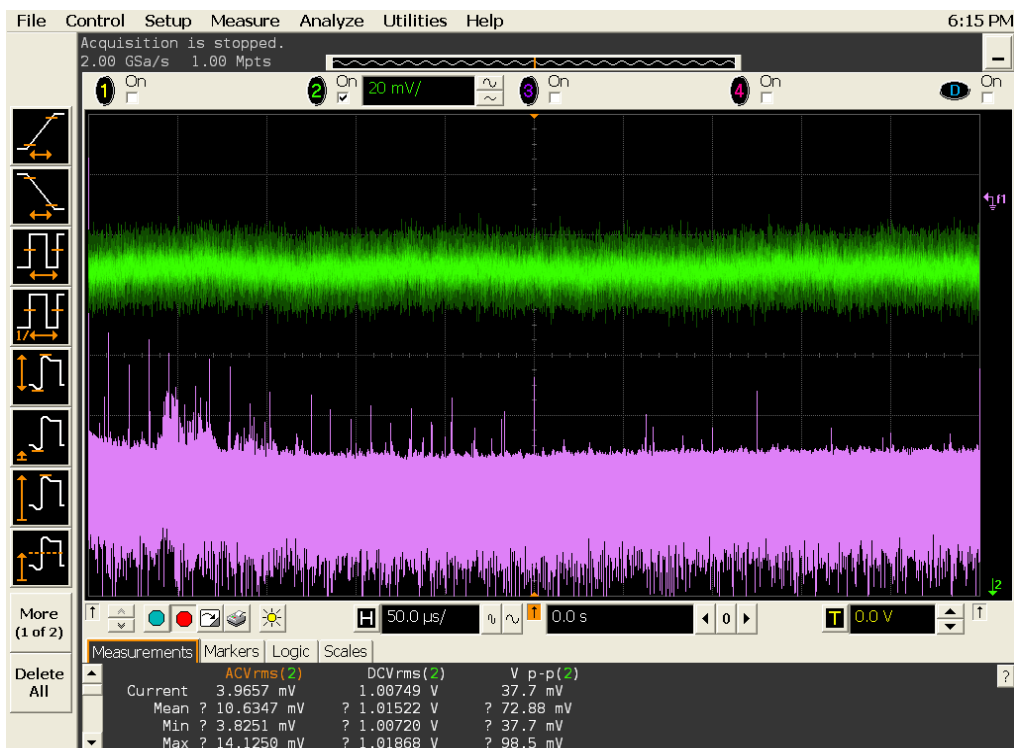 File Control Setup Measure Analyze Utilities Help 6:15 PM
Acquisition is stopped.
2.00 GSa/s 1.00 Mpts
1 On 2 On 20 mV/ 3 On 4 On D On
f1
1/
2
More
(1 of 2)
Delete
All
H 50.0 µs/ 0.0 s 0 T 0.0 V
Measurements Markers Logic Scales
ACVrms(2) DCVrms(2) V p-p(2)
Current 3.9657 mV 1.00749 V 37.7 mV
Mean ? 10.6347 mV ? 1.01522 V ? 72.88 mV
Min ? 3.8251 mV ? 1.00720 V ? 37.7 mV
Max ? 14.1250 mV ? 1.01868 V ? 98.5 mV
?